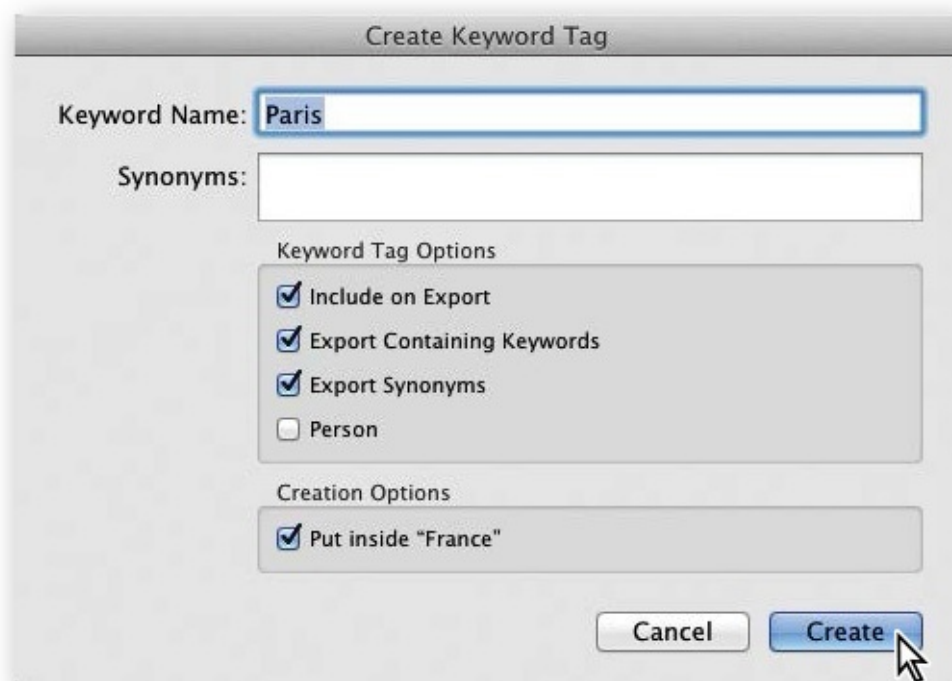 Create Keyword Tag
Keyword Name: Paris
Synonyms:
Keyword Tag Options
Include on Export
Export Containing Keywords
Export Synonyms
Person
Creation Options
Put inside “France”
Cancel Create